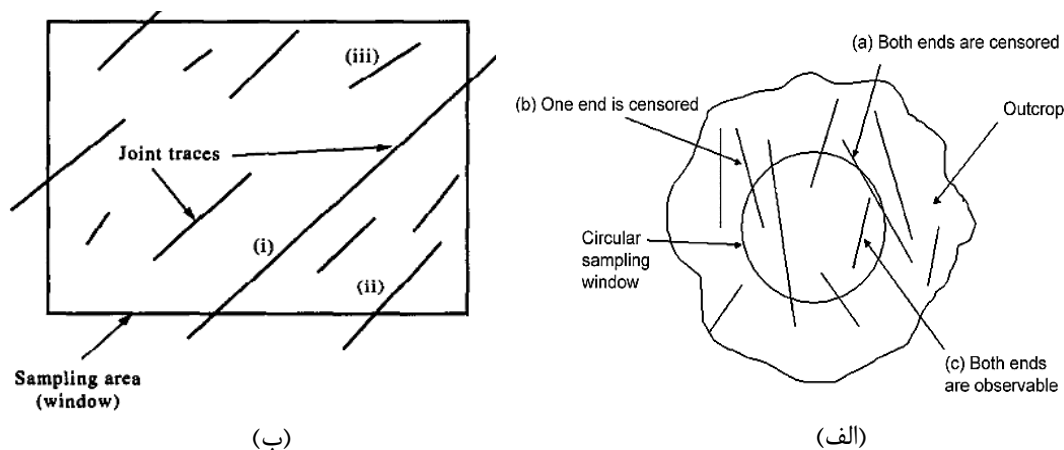 (iii)
Joint traces
(i)
(ii)
Sampling area
(window)
(ب)
(a) Both ends are censored
(b) One end is censored
Outcrop
Circular
sampling
window
(c) Both ends
are observable
(الف)